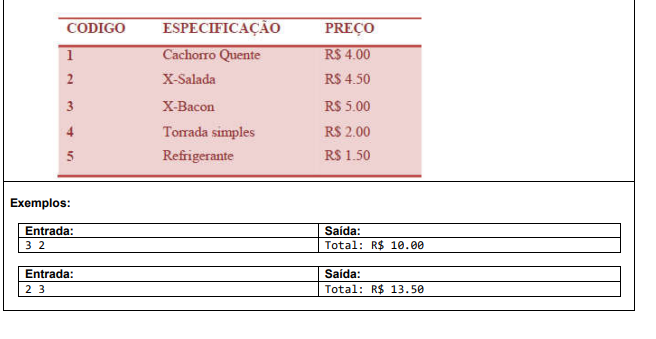 CODIGO ESPECIFICAÇÃO PREÇO
1 Cachorro Quente R$ 4.00
2 X-Salada R$ 4.50
3 X-Bacon R$ 5.00
4 Torrada simples R$ 2.00
5 Refrigerante R$ 1.50
Exemplos:
Entrada: Saída:
3 2 Total: R$ 10.00
Entrada: Saída:
2 3 Total: R$ 13.50